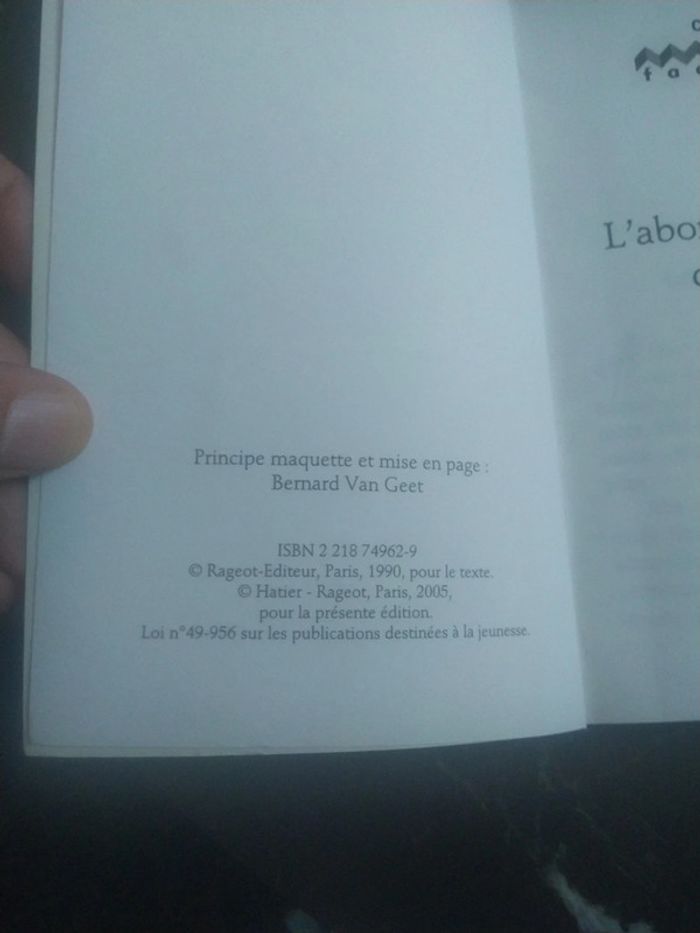 Principe maquette et mise en page :
Bernard Van Geet
ISBN 2 218 74962-9
© Rageot-Editeur, Paris, 1990, pour le texte.
© Hatier - Rageot, Paris, 2005,
pour la présente édition.
Loi n°49-956 sur les publications destinées à la jeunesse.